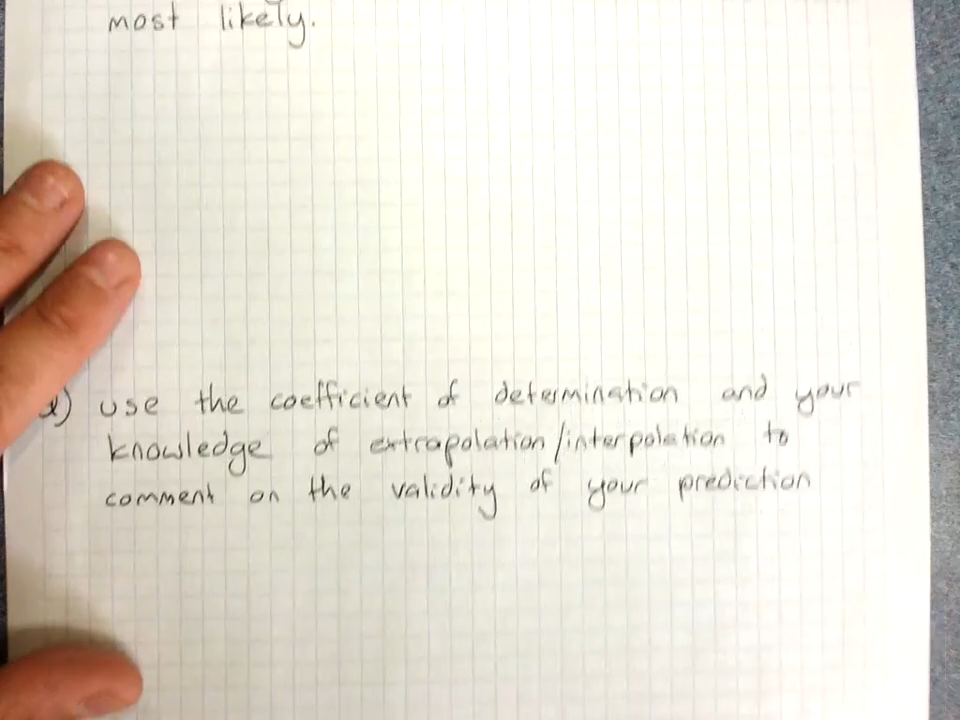 most likely.
d) use the coefficient of determination and your
knowledge of extrapolation/interpolation to
comment on the validity of your prediction